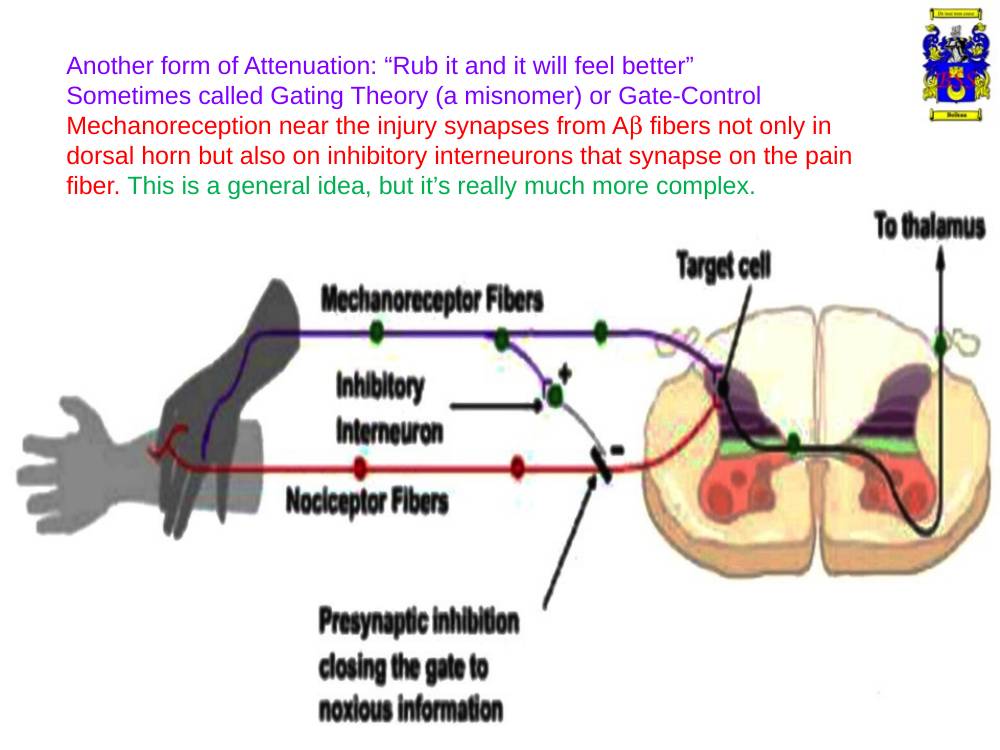 Another form of Attenuation: “Rub it and it will feel better”
Sometimes called Gating Theory (a misnomer) or Gate-Control
Mechanoreception near the injury synapses from Aβ fibers not only in
dorsal horn but also on inhibitory interneurons that synapse on the pain
fiber. This is a general idea, but it’s really much more complex.
To thalamus
Target cell
Mechanoreceptor Fibers
+
Inhibitory
Interneuron
-
Nociceptor Fibers
Presynaptic inhibition
closing the gate to
noxious information